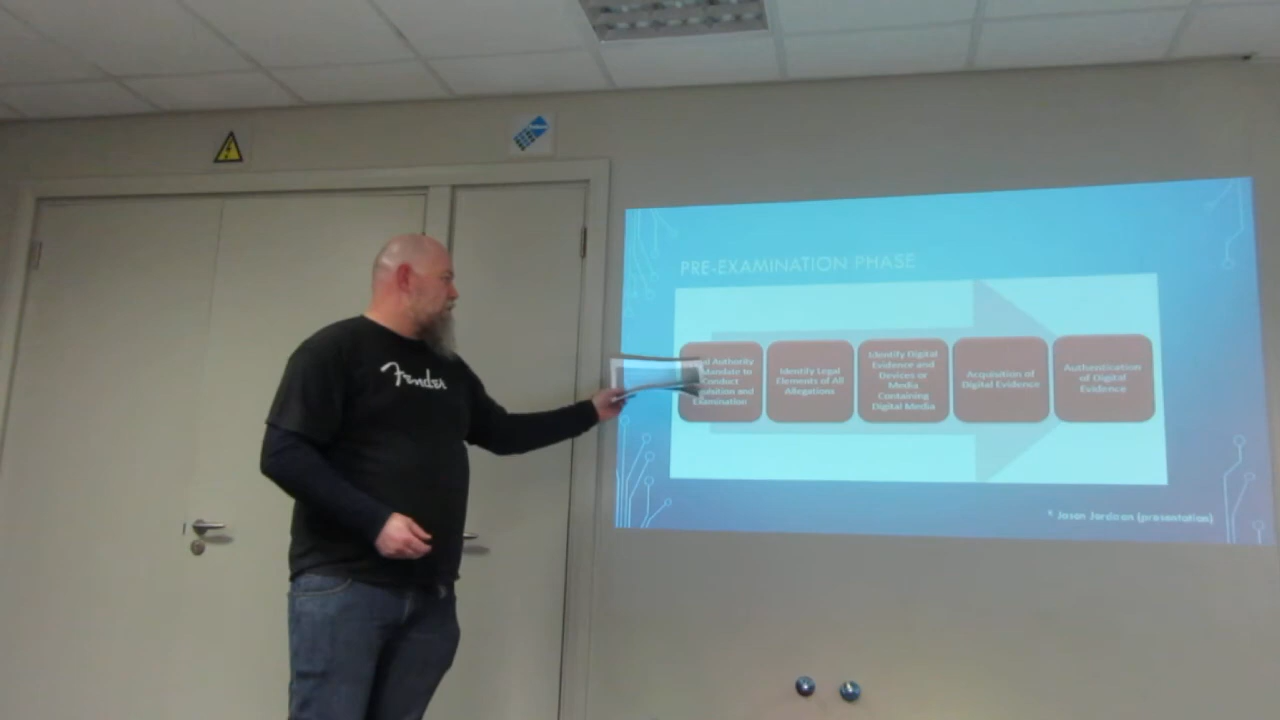 Fender
PRE-EXAMINATION PHASE
Authority
Mandate to
Conduct
and
Examination
Identify Legal
Elements of All
Allegations
Identify Digital
Evidence and
Devices or
Media
Containing
Digital Media
Acquisition of
Digital Evidence
Authentication
of Digital
Evidence
* Jason Jordaan (presentation)